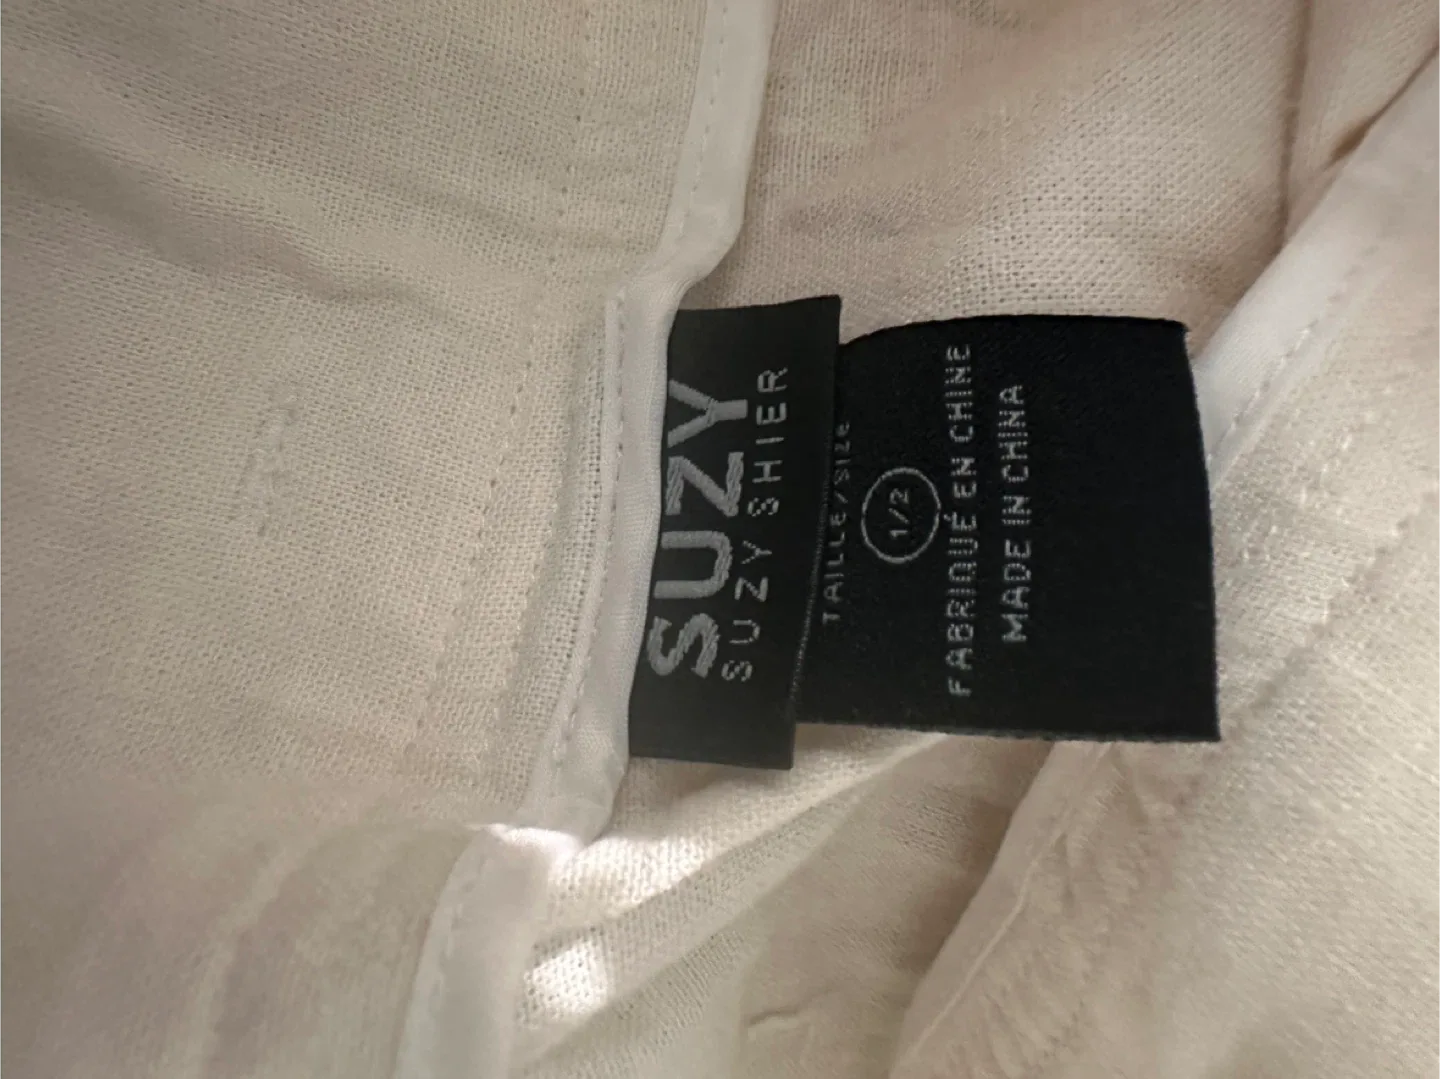 SUZY
SUZY SHIER
TAILLE/SIZE
1/2
FABRIQUÉ EN CHINE
MADE IN CHINA